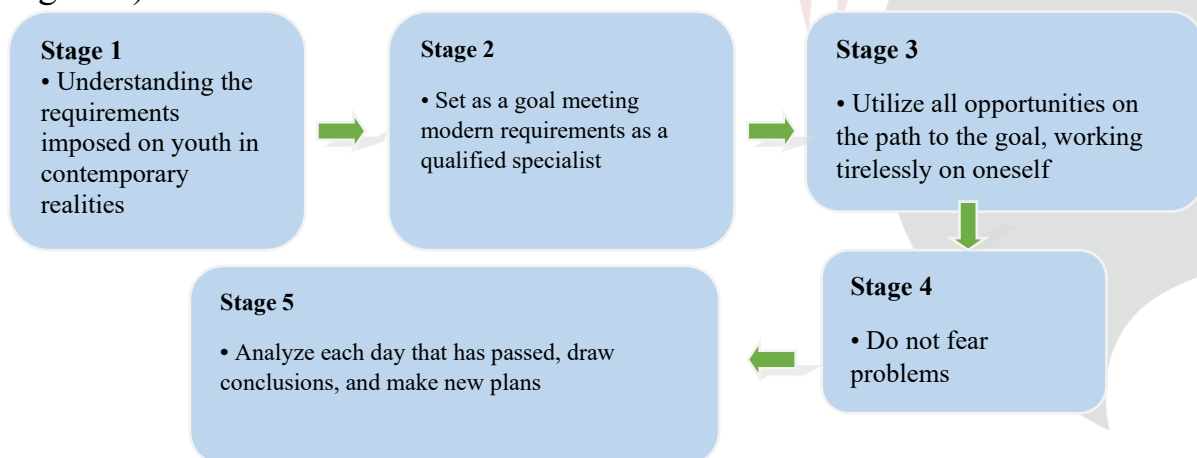 Stage 1
• Understanding the
requirements
imposed on youth in
contemporary
realities
Stage 2
• Set as a goal meeting
modern requirements as a
qualified specialist
Stage 3
• Utilize all opportunities on
the path to the goal, working
tirelessly on oneself
Stage 4
• Do not fear
problems
Stage 5
• Analyze each day that has passed, draw
conclusions, and make new plans